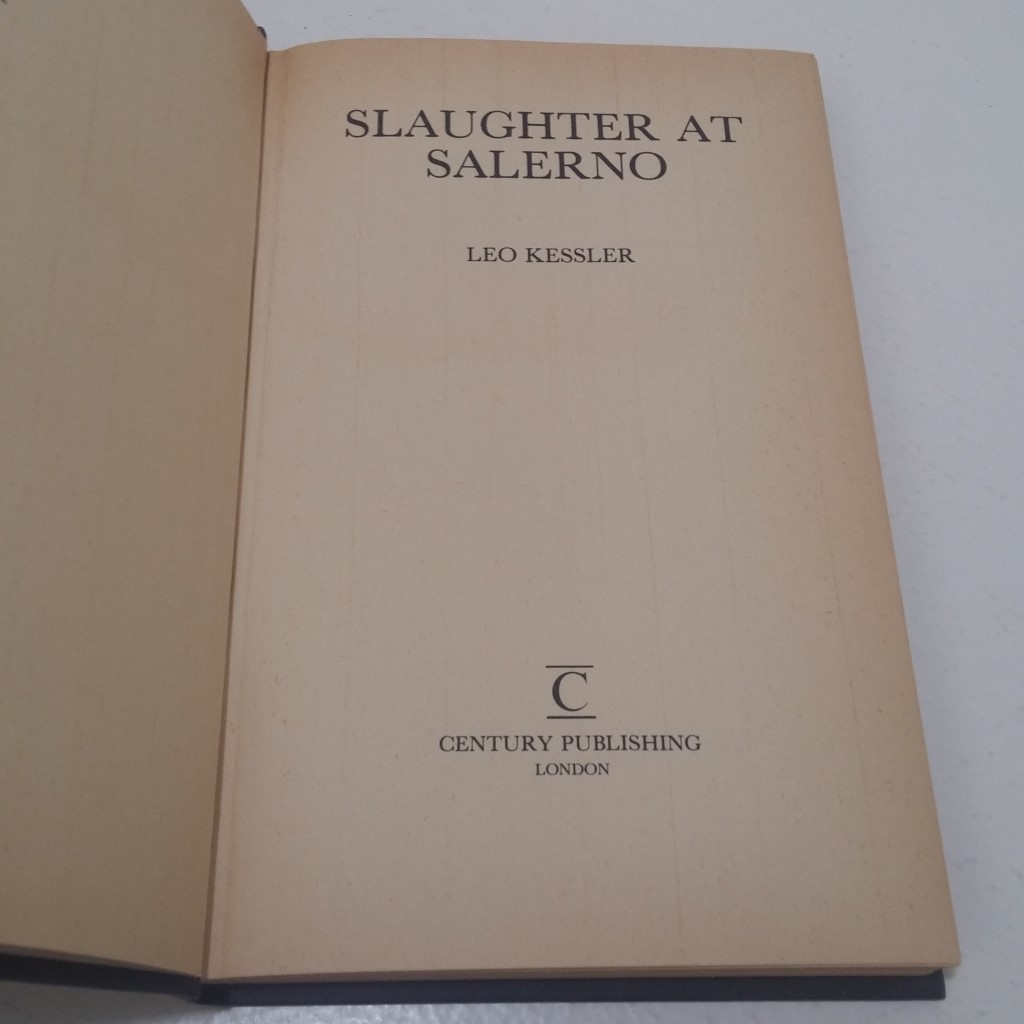 SLAUGHTER AT
SALERNO
LEO KESSLER
C
CENTURY PUBLISHING
LONDON